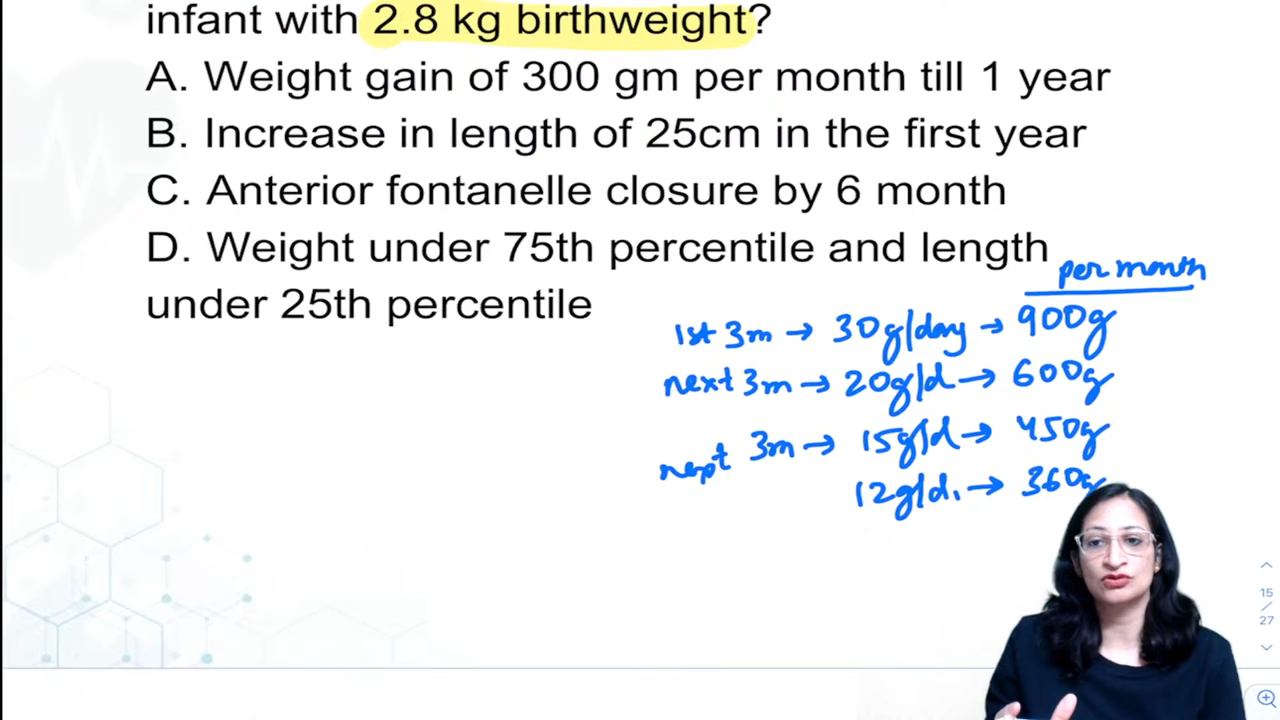 infant with 2.8 kg birthweight?
A. Weight gain of 300 gm per month till 1 year
B. Increase in length of 25cm in the first year
C. Anterior fontanelle closure by 6 month
D. Weight under 75th percentile and length
under 25th percentile
per month
1st 3m → 30g/day → 900g
next 3m → 20g/d → 600g
next 3m → 15g/d → 450g
12g/d. → 360g
15
/
27